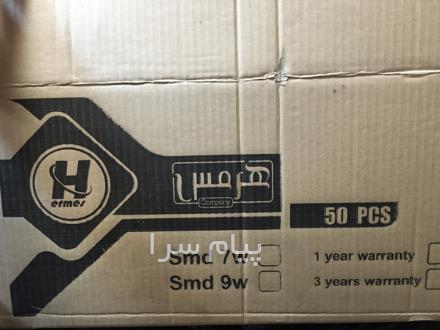 Hermes
هرمس
Company
50 PCS
پیام سرا
Smd 7w
1 year warranty
Smd 9w
3 years warranty